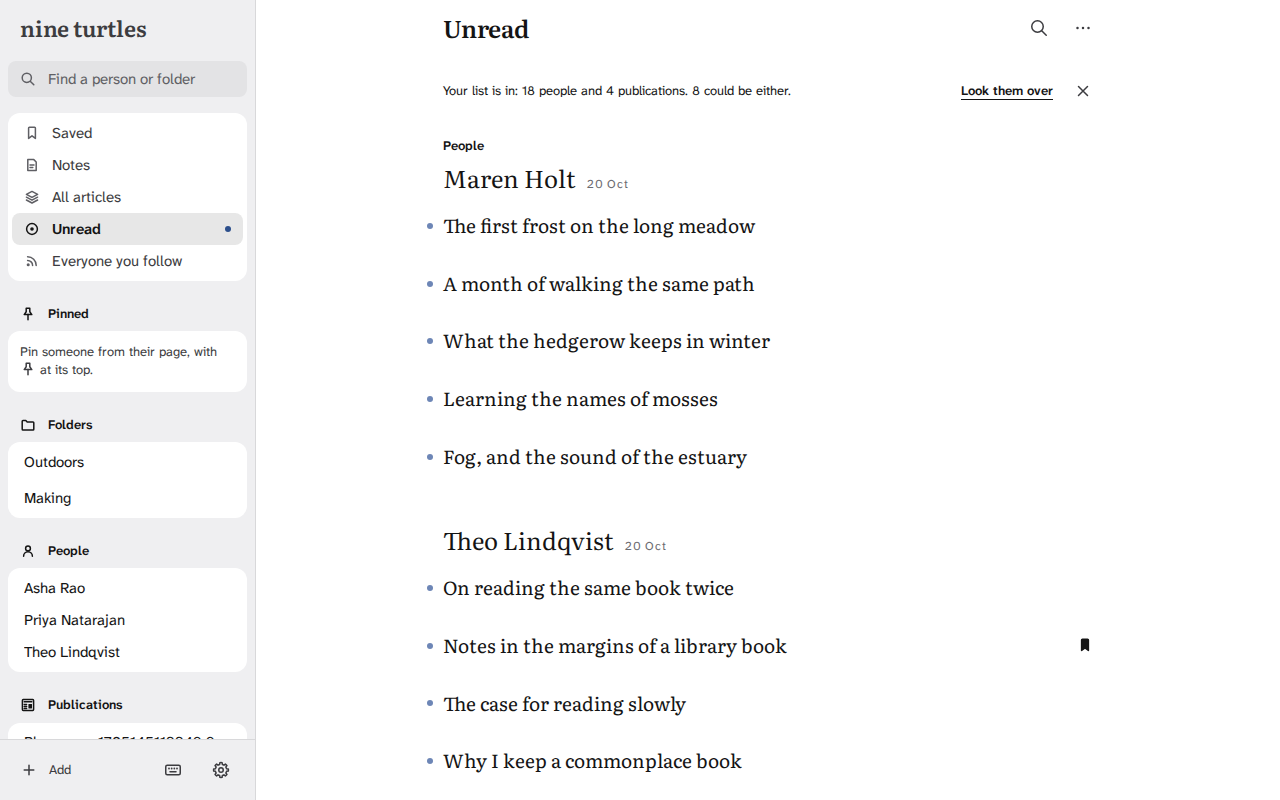 nine turtles
Find a person or folder
Saved
Notes
All articles
Unread
Everyone you follow
Pinned
Pin someone from their page, with
at its top.
Folders
Outdoors
Making
People
Asha Rao
Priya Natarajan
Theo Lindqvist
Publications
Add
Unread
Your list is in: 18 people and 4 publications. 8 could be either.
Look them over
People
Maren Holt 20 Oct
The first frost on the long meadow
A month of walking the same path
What the hedgerow keeps in winter
Learning the names of mosses
Fog, and the sound of the estuary
Theo Lindqvist 20 Oct
On reading the same book twice
Notes in the margins of a library book
The case for reading slowly
Why I keep a commonplace book